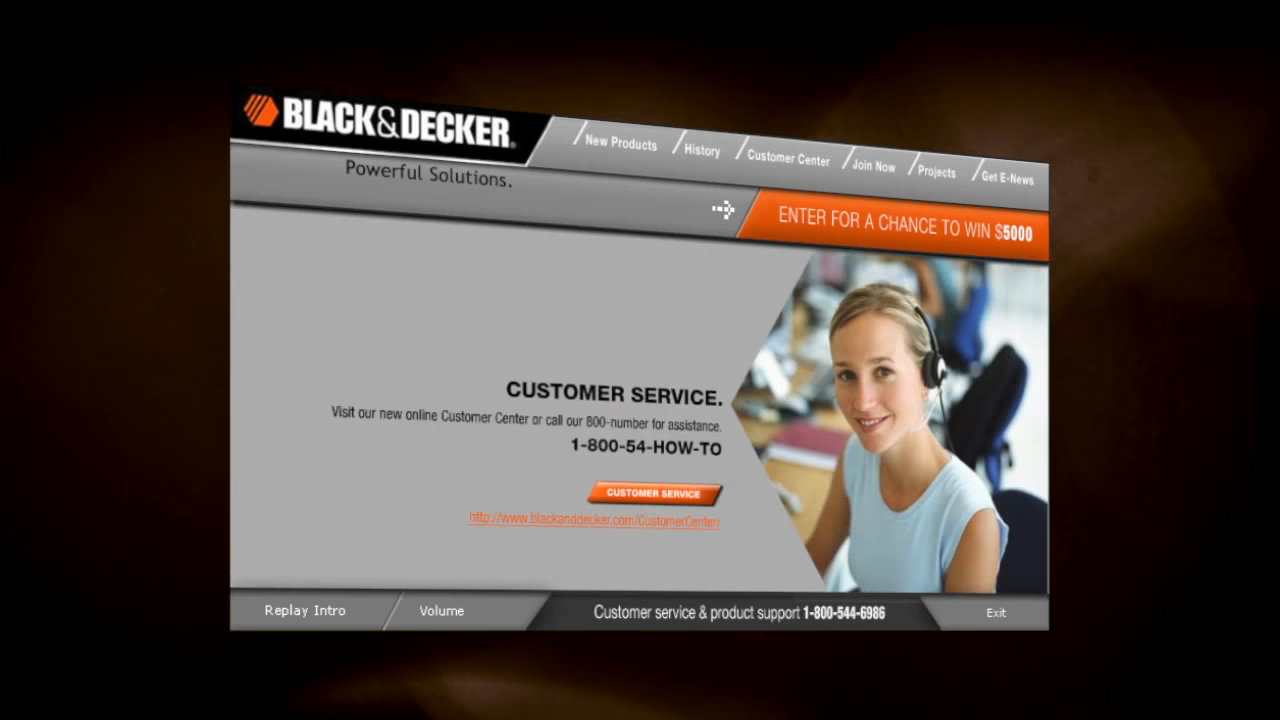 BLACK&DECKER®
New Products
History
Customer Center
Join Now
Projects
Get E-News
Powerful Solutions.
ENTER FOR A CHANCE TO WIN $5000
CUSTOMER SERVICE.
Visit our new online Customer Center or call our 800-number for assistance.
1-800-54-HOW-TO
CUSTOMER SERVICE
http://www.blackanddecker.com/CustomerCenter/
Replay Intro
Volume
Customer service & product support 1-800-544-6986
Exit